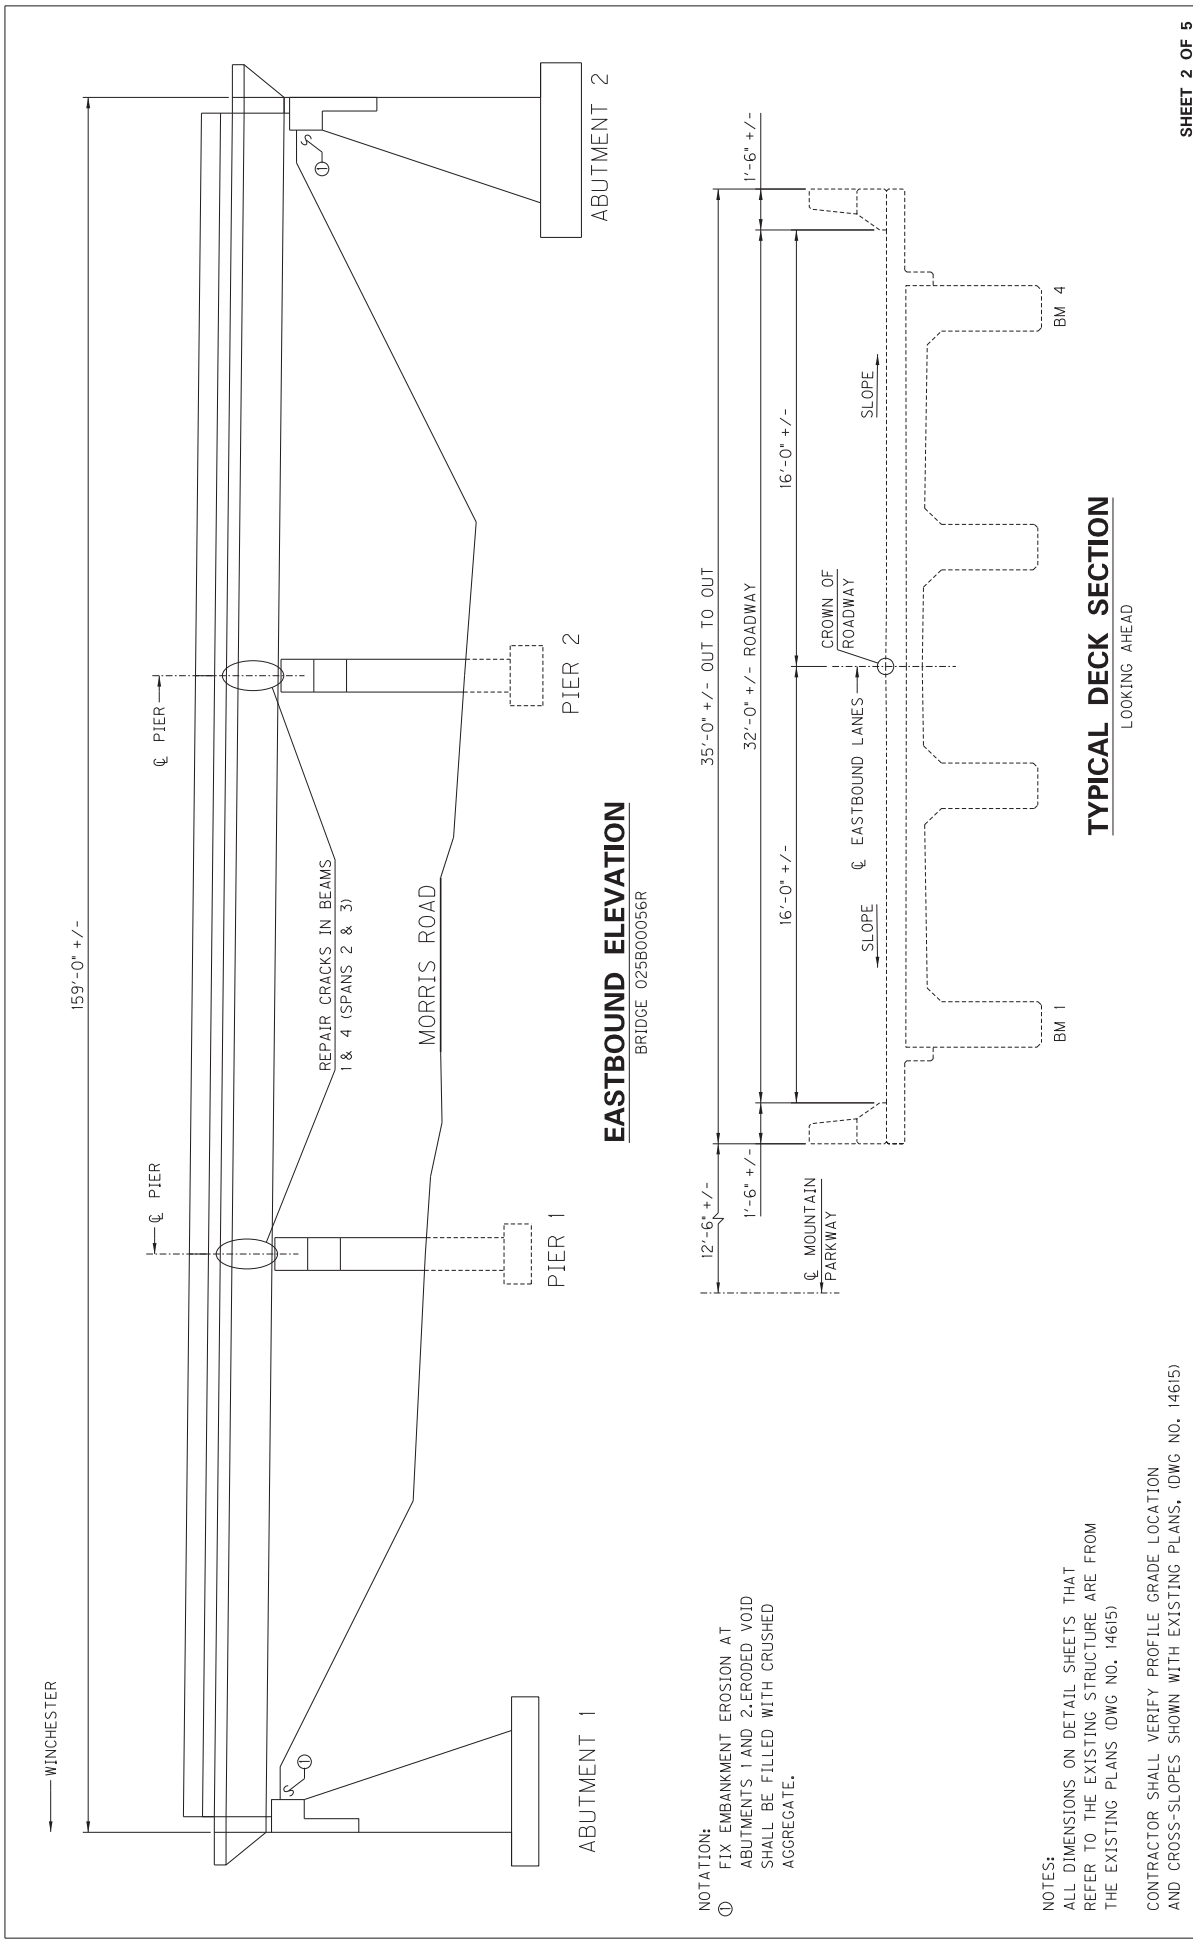 WINCHESTER
159'-0" +/-
℄ PIER
℄ PIER
REPAIR CRACKS IN BEAMS
1 & 4 (SPANS 2 & 3)
MORRIS ROAD
①
①
ABUTMENT 1
PIER 1
PIER 2
ABUTMENT 2
EASTBOUND ELEVATION
BRIDGE 025B00056R
NOTATION:
① FIX EMBANKMENT EROSION AT
ABUTMENTS 1 AND 2.ERODED VOID
SHALL BE FILLED WITH CRUSHED
AGGREGATE.
12'-6" +/-
35'-0" +/- OUT TO OUT
1'-6" +/-
32'-0" +/- ROADWAY
1'-6" +/-
16'-0" +/-
16'-0" +/-
℄ MOUNTAIN
PARKWAY
CROWN OF
ROADWAY
℄ EASTBOUND LANES
SLOPE
SLOPE
BM 1
BM 4
TYPICAL DECK SECTION
LOOKING AHEAD
NOTES:
ALL DIMENSIONS ON DETAIL SHEETS THAT
REFER TO THE EXISTING STRUCTURE ARE FROM
THE EXISTING PLANS (DWG NO. 14615)
CONTRACTOR SHALL VERIFY PROFILE GRADE LOCATION
AND CROSS-SLOPES SHOWN WITH EXISTING PLANS, (DWG NO. 14615)
SHEET 2 OF 5